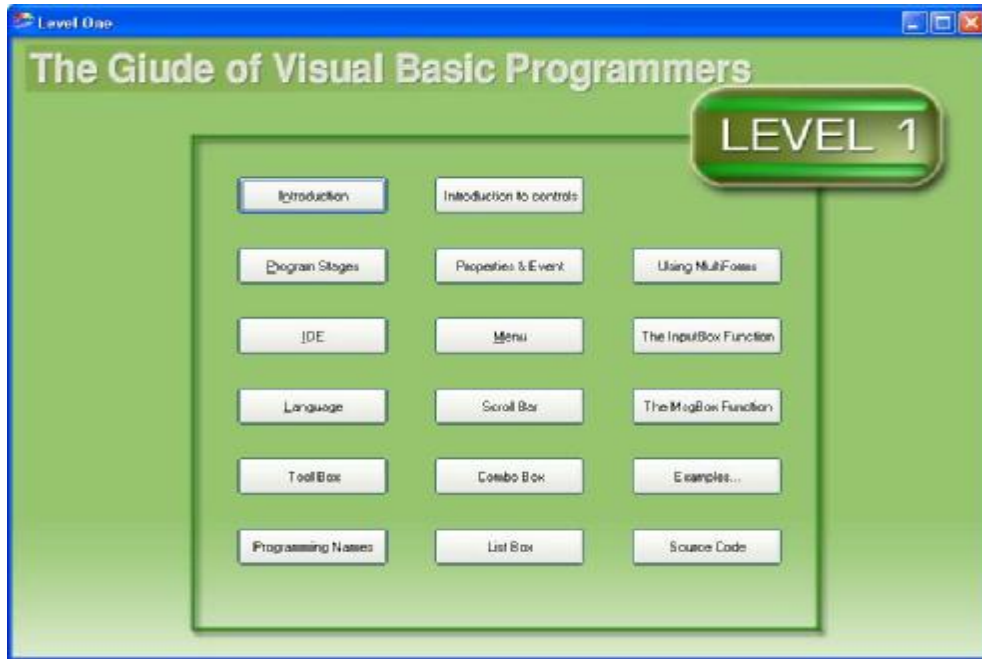 Level One
The Giude of Visual Basic Programmers
LEVEL 1
Introduction
Introduction to controls
Program Stages
Properties & Event
Using MultiForms
IDE
Menu
The InputBox Function
Language
Scroll Bar
The MsgBox Function
ToolBox
Combo Box
Examples...
Programming Names
List Box
Source Code